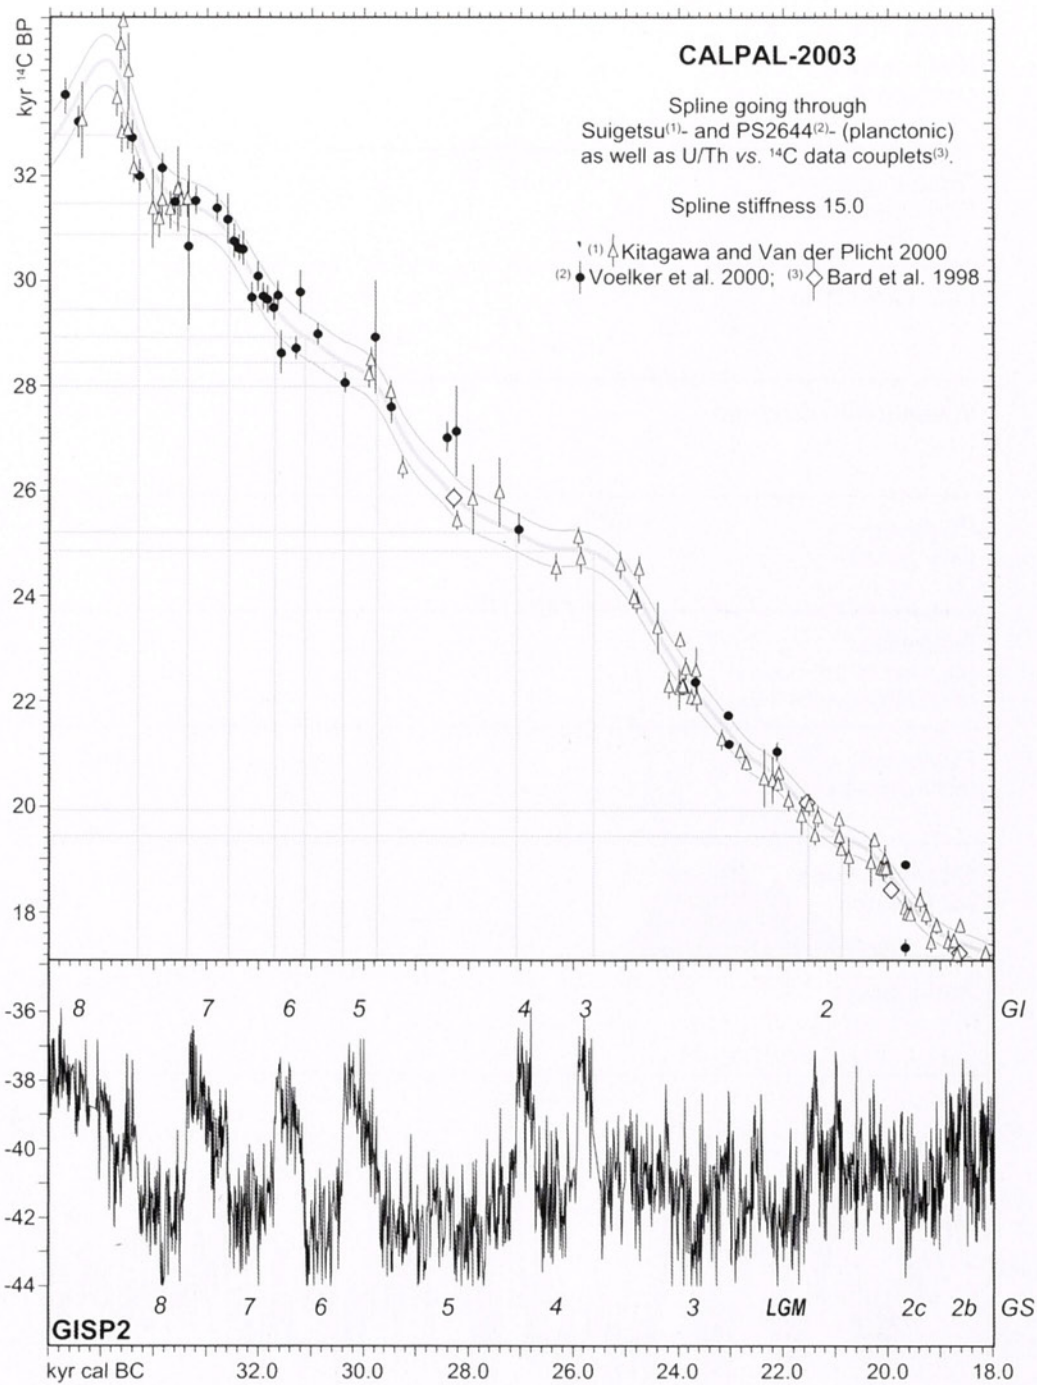 kyr ¹⁴C BP
CALPAL-2003
Spline going through
Suigetsu⁽¹⁾- and PS2644⁽²⁾- (planctonic)
as well as U/Th vs. ¹⁴C data couplets⁽³⁾.
Spline stiffness 15.0
⁽¹⁾ Kitagawa and Van der Plicht 2000
⁽²⁾ Voelker et al. 2000; ⁽³⁾ Bard et al. 1998
32
30
28
26
24
22
20
18
8 7 6 5 4 3 2 GI
-36
-38
-40
-42
-44
8 7 6 5 4 3 LGM 2c 2b GS
GISP2
kyr cal BC 32.0 30.0 28.0 26.0 24.0 22.0 20.0 18.0